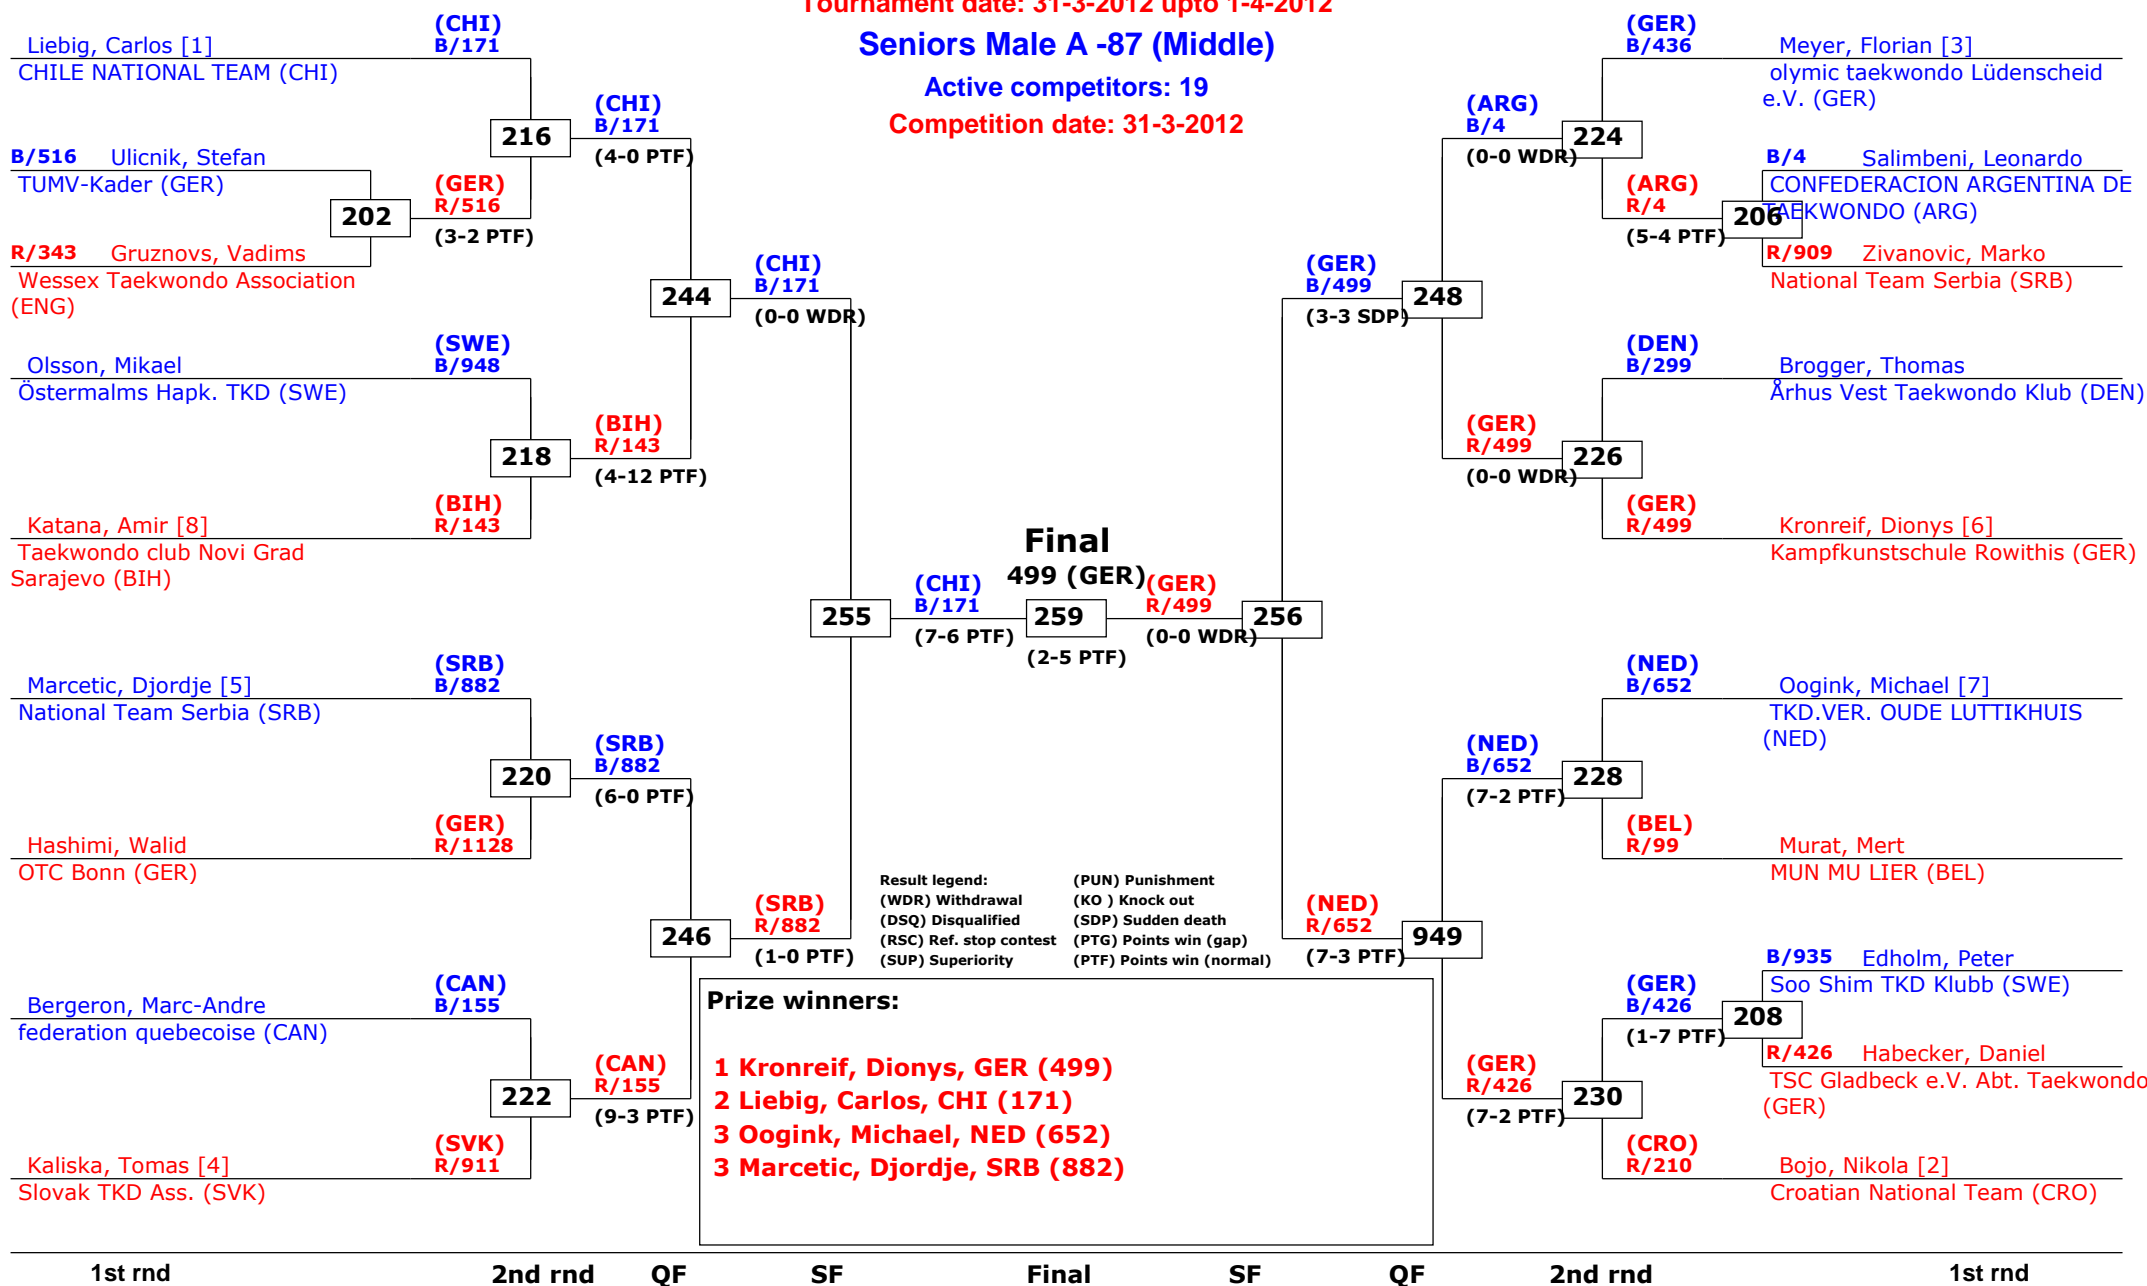 Tournament date: 31-3-2012 upto 1-4-2012
Seniors Male A -87 (Middle)
Active competitors: 19
Competition date: 31-3-2012
Liebig, Carlos [1]
CHILE NATIONAL TEAM (CHI)
(CHI)
B/171
B/516 Ulicnik, Stefan
TUMV-Kader (GER)
202
R/343 Gruznovs, Vadims
Wessex Taekwondo Association
(ENG)
(GER)
R/516
(3-2 PTF)
216
(CHI)
B/171
(4-0 PTF)
Olsson, Mikael
Östermalms Hapk. TKD (SWE)
(SWE)
B/948
218
Katana, Amir [8]
Taekwondo club Novi Grad
Sarajevo (BIH)
(BIH)
R/143
(BIH)
R/143
(4-12 PTF)
244
(CHI)
B/171
(0-0 WDR)
Marcetic, Djordje [5]
National Team Serbia (SRB)
(SRB)
B/882
220
Hashimi, Walid
OTC Bonn (GER)
(GER)
R/1128
(SRB)
B/882
(6-0 PTF)
246
(SRB)
R/882
(1-0 PTF)
Bergeron, Marc-Andre
federation quebecoise (CAN)
(CAN)
B/155
222
(CAN)
R/155
(9-3 PTF)
Kaliska, Tomas [4]
Slovak TKD Ass. (SVK)
(SVK)
R/911
255
(CHI)
B/171
(7-6 PTF)
Final
499 (GER)
259
(2-5 PTF)
(GER)
R/499
(0-0 WDR)
256
(GER)
B/436
Meyer, Florian [3]
olymic taekwondo Lüdenscheid
e.V. (GER)
(ARG)
B/4
(0-0 WDR)
224
B/4 Salimbeni, Leonardo
CONFEDERACION ARGENTINA DE
TAEKWONDO (ARG)
(ARG)
R/4
(5-4 PTF)
206
R/909 Zivanovic, Marko
National Team Serbia (SRB)
(GER)
B/499
(3-3 SDP)
248
(DEN)
B/299
Brogger, Thomas
Århus Vest Taekwondo Klub (DEN)
(GER)
R/499
(0-0 WDR)
226
(GER)
R/499
Kronreif, Dionys [6]
Kampfkunstschule Rowithis (GER)
(NED)
B/652
Oogink, Michael [7]
TKD.VER. OUDE LUTTIKHUIS
(NED)
(NED)
B/652
(7-2 PTF)
228
(BEL)
R/99
Murat, Mert
MUN MU LIER (BEL)
(NED)
R/652
(7-3 PTF)
949
B/935 Edholm, Peter
Soo Shim TKD Klubb (SWE)
(GER)
B/426
(1-7 PTF)
208
R/426 Habecker, Daniel
TSC Gladbeck e.V. Abt. Taekwondo
(GER)
(GER)
R/426
(7-2 PTF)
230
(CRO)
R/210
Bojo, Nikola [2]
Croatian National Team (CRO)
Result legend: (PUN) Punishment
(WDR) Withdrawal (KO ) Knock out
(DSQ) Disqualified (SDP) Sudden death
(RSC) Ref. stop contest (PTG) Points win (gap)
(SUP) Superiority (PTF) Points win (normal)
Prize winners:
1 Kronreif, Dionys, GER (499)
2 Liebig, Carlos, CHI (171)
3 Oogink, Michael, NED (652)
3 Marcetic, Djordje, SRB (882)
1st rnd 2nd rnd QF SF Final SF QF 2nd rnd 1st rnd